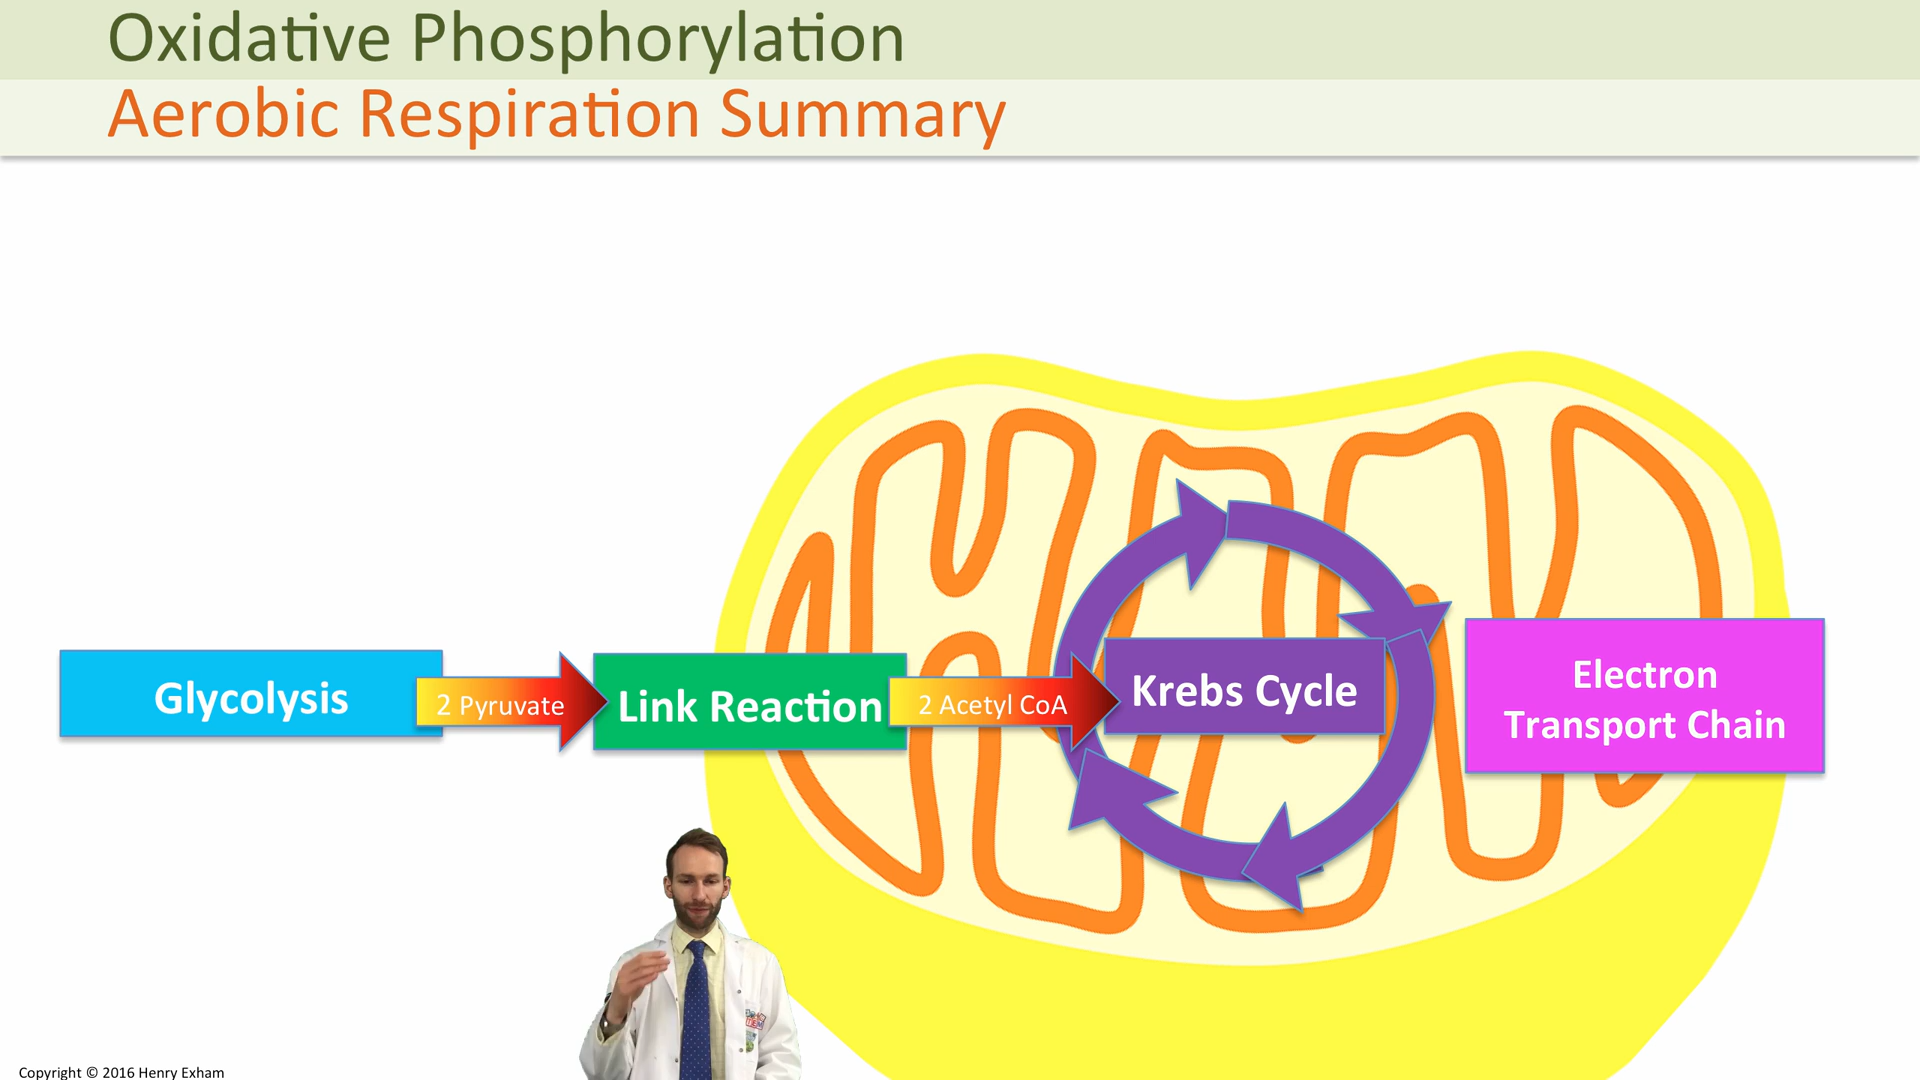 Oxidative Phosphorylation
Aerobic Respiration Summary
Glycolysis
2 Pyruvate
Link Reaction
2 Acetyl CoA
Krebs Cycle
Electron
Transport Chain
Copyright © 2016 Henry Exham